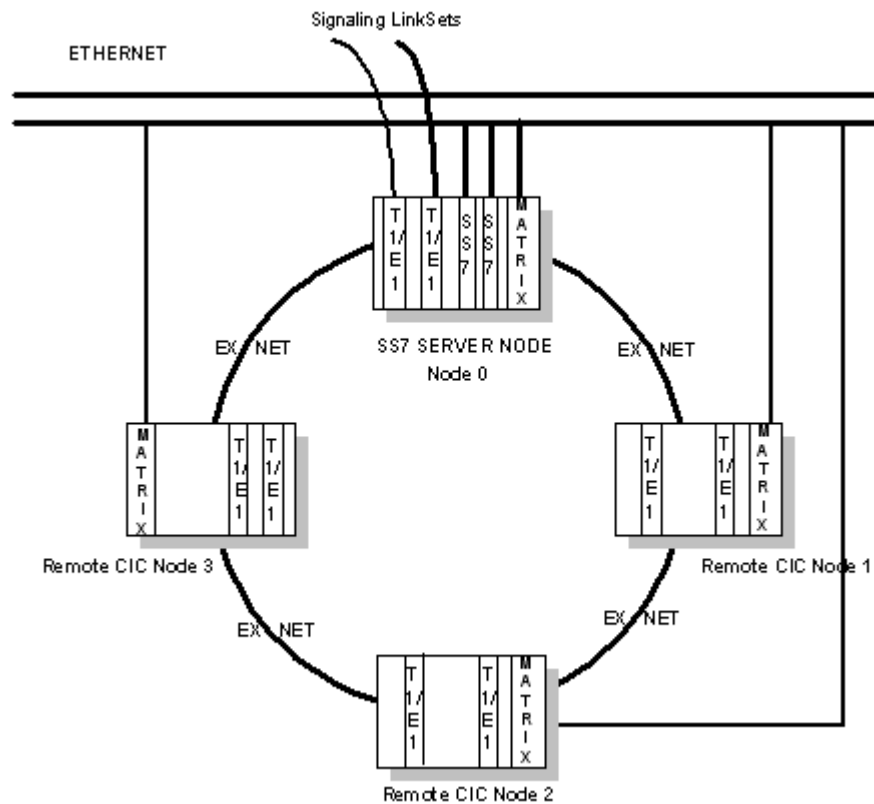 Signaling LinkSets
ETHERNET
T1/E1
T1/E1
SS7
SS7
MATRIX
SS7 SERVER NODE
Node 0
EX NET
EX NET
MATRIX
T1/E1
T1/E1
T1/E1
T1/E1
MATRIX
Remote CIC Node 3
Remote CIC Node 1
EX NET
EX NET
T1/E1
T1/E1
MATRIX
Remote CIC Node 2